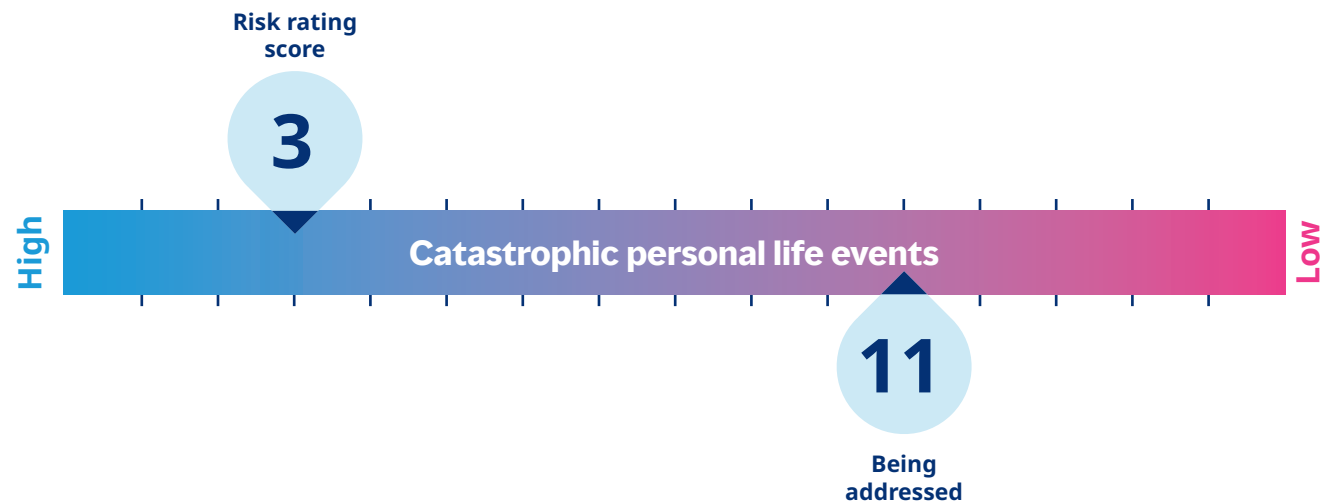 Risk rating
score
3
High
Catastrophic personal life events
Low
11
Being
addressed